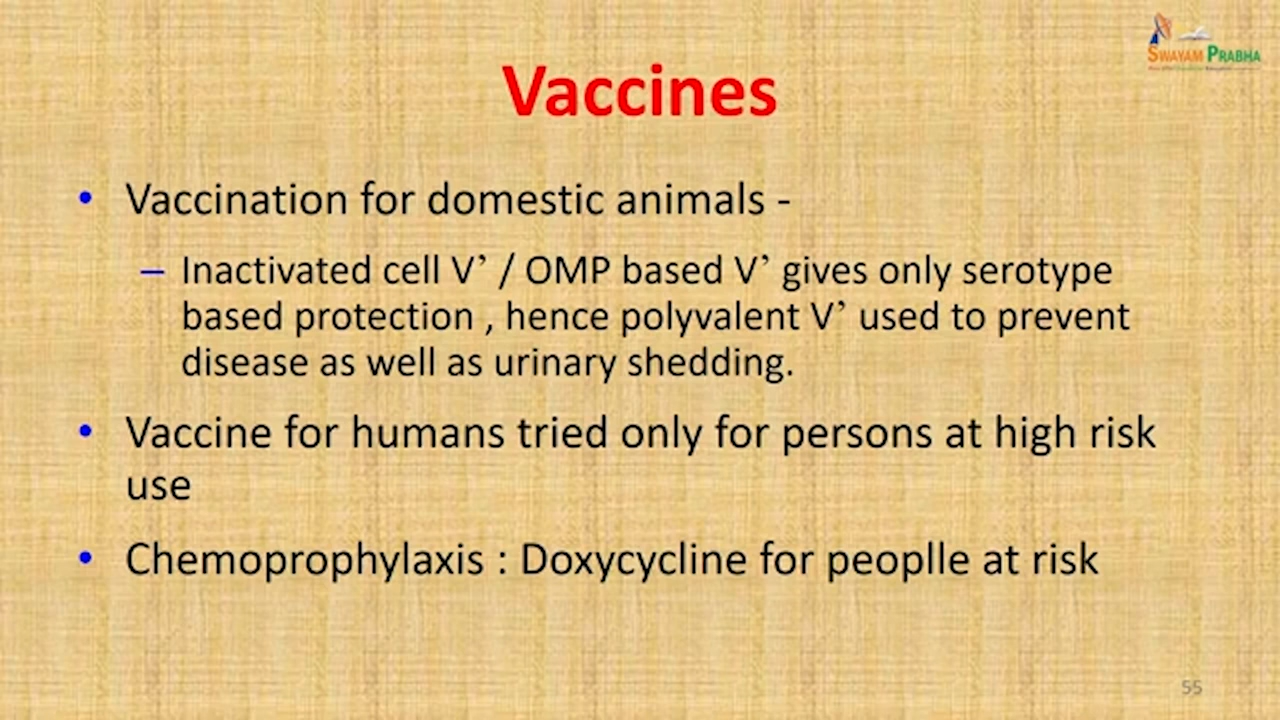 SWAYAM PRABHA
Vaccines
• Vaccination for domestic animals -
– Inactivated cell V’ / OMP based V’ gives only serotype
based protection , hence polyvalent V’ used to prevent
disease as well as urinary shedding.
• Vaccine for humans tried only for persons at high risk
use
• Chemoprophylaxis : Doxycycline for peoplle at risk
55